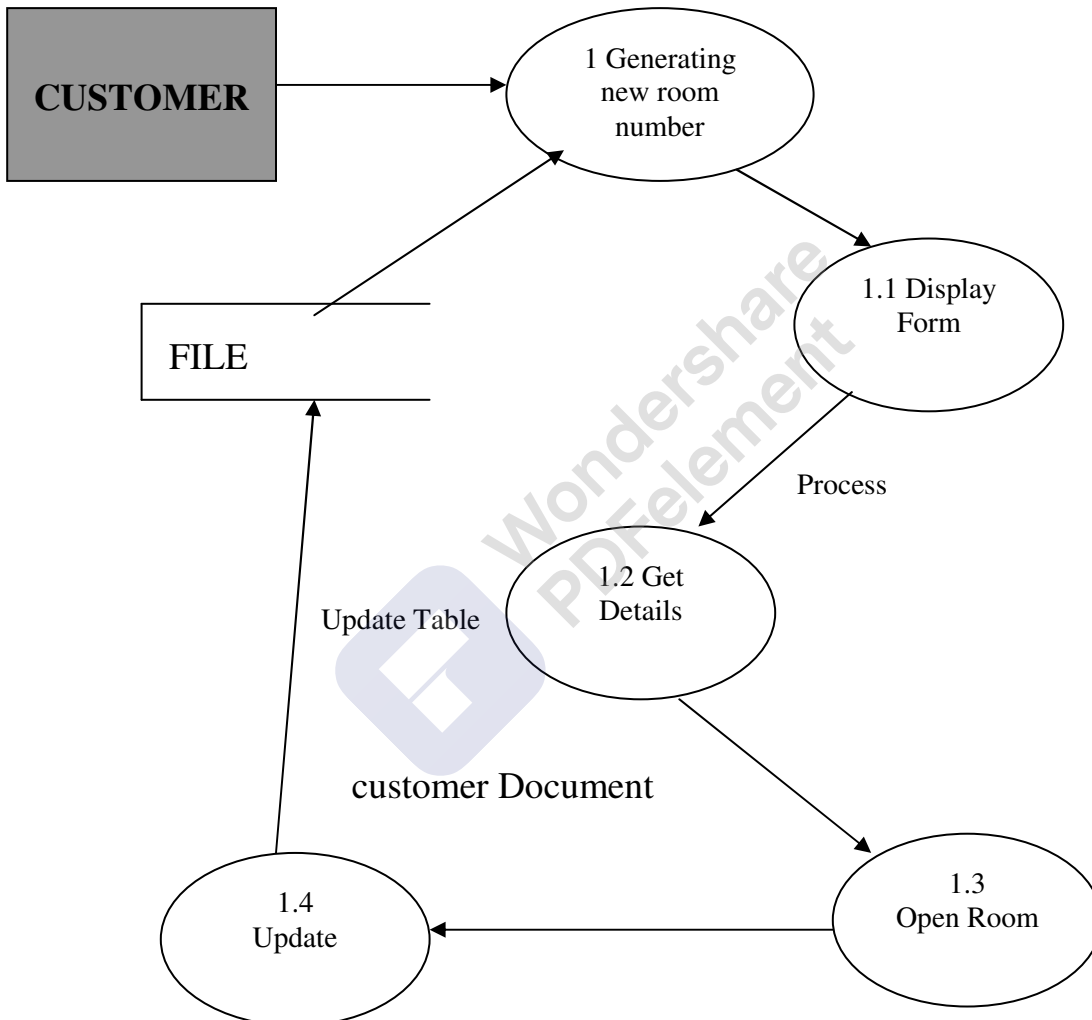 CUSTOMER
1 Generating
new room
number
1.1 Display
Form
FILE
Process
1.2 Get
Details
Update Table
customer Document
1.3
Open Room
1.4
Update
Wondershare
PDFelement